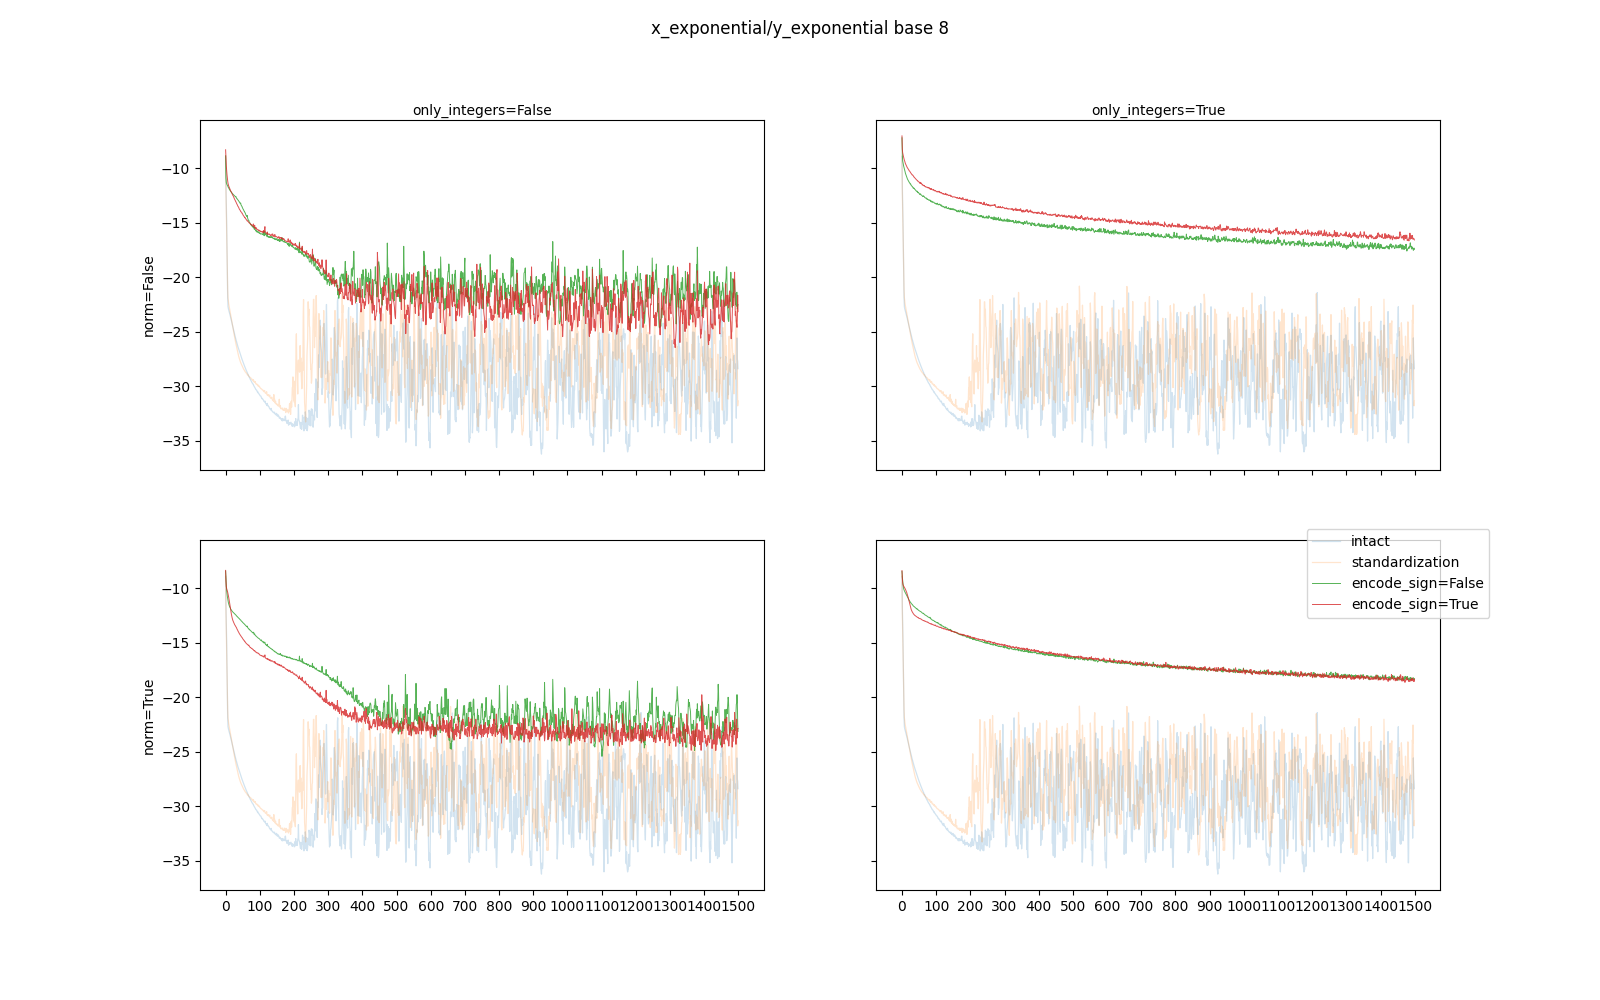 x_exponential/y_exponential base 8
only_integers=False
only_integers=True
norm=False
−10
−15
−20
−25
−30
−35
norm=True
−10
−15
−20
−25
−30
−35
intact
standardization
encode_sign=False
encode_sign=True
0 100 200 300 400 500 600 700 800 900 1000 1100 1200 1300 1400 1500
0 100 200 300 400 500 600 700 800 900 1000 1100 1200 1300 1400 1500